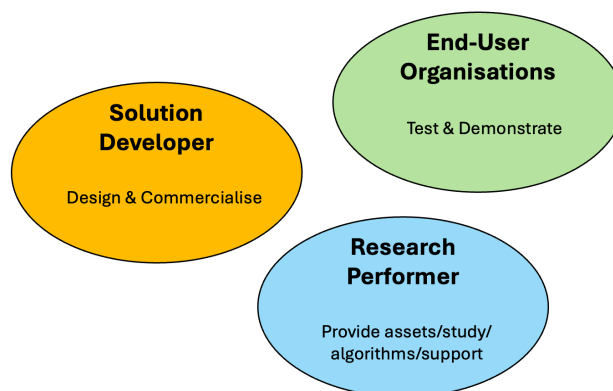 End-User
Organisations
Test & Demonstrate
Solution
Developer
Design & Commercialise
Research
Performer
Provide assets/study/
algorithms/support